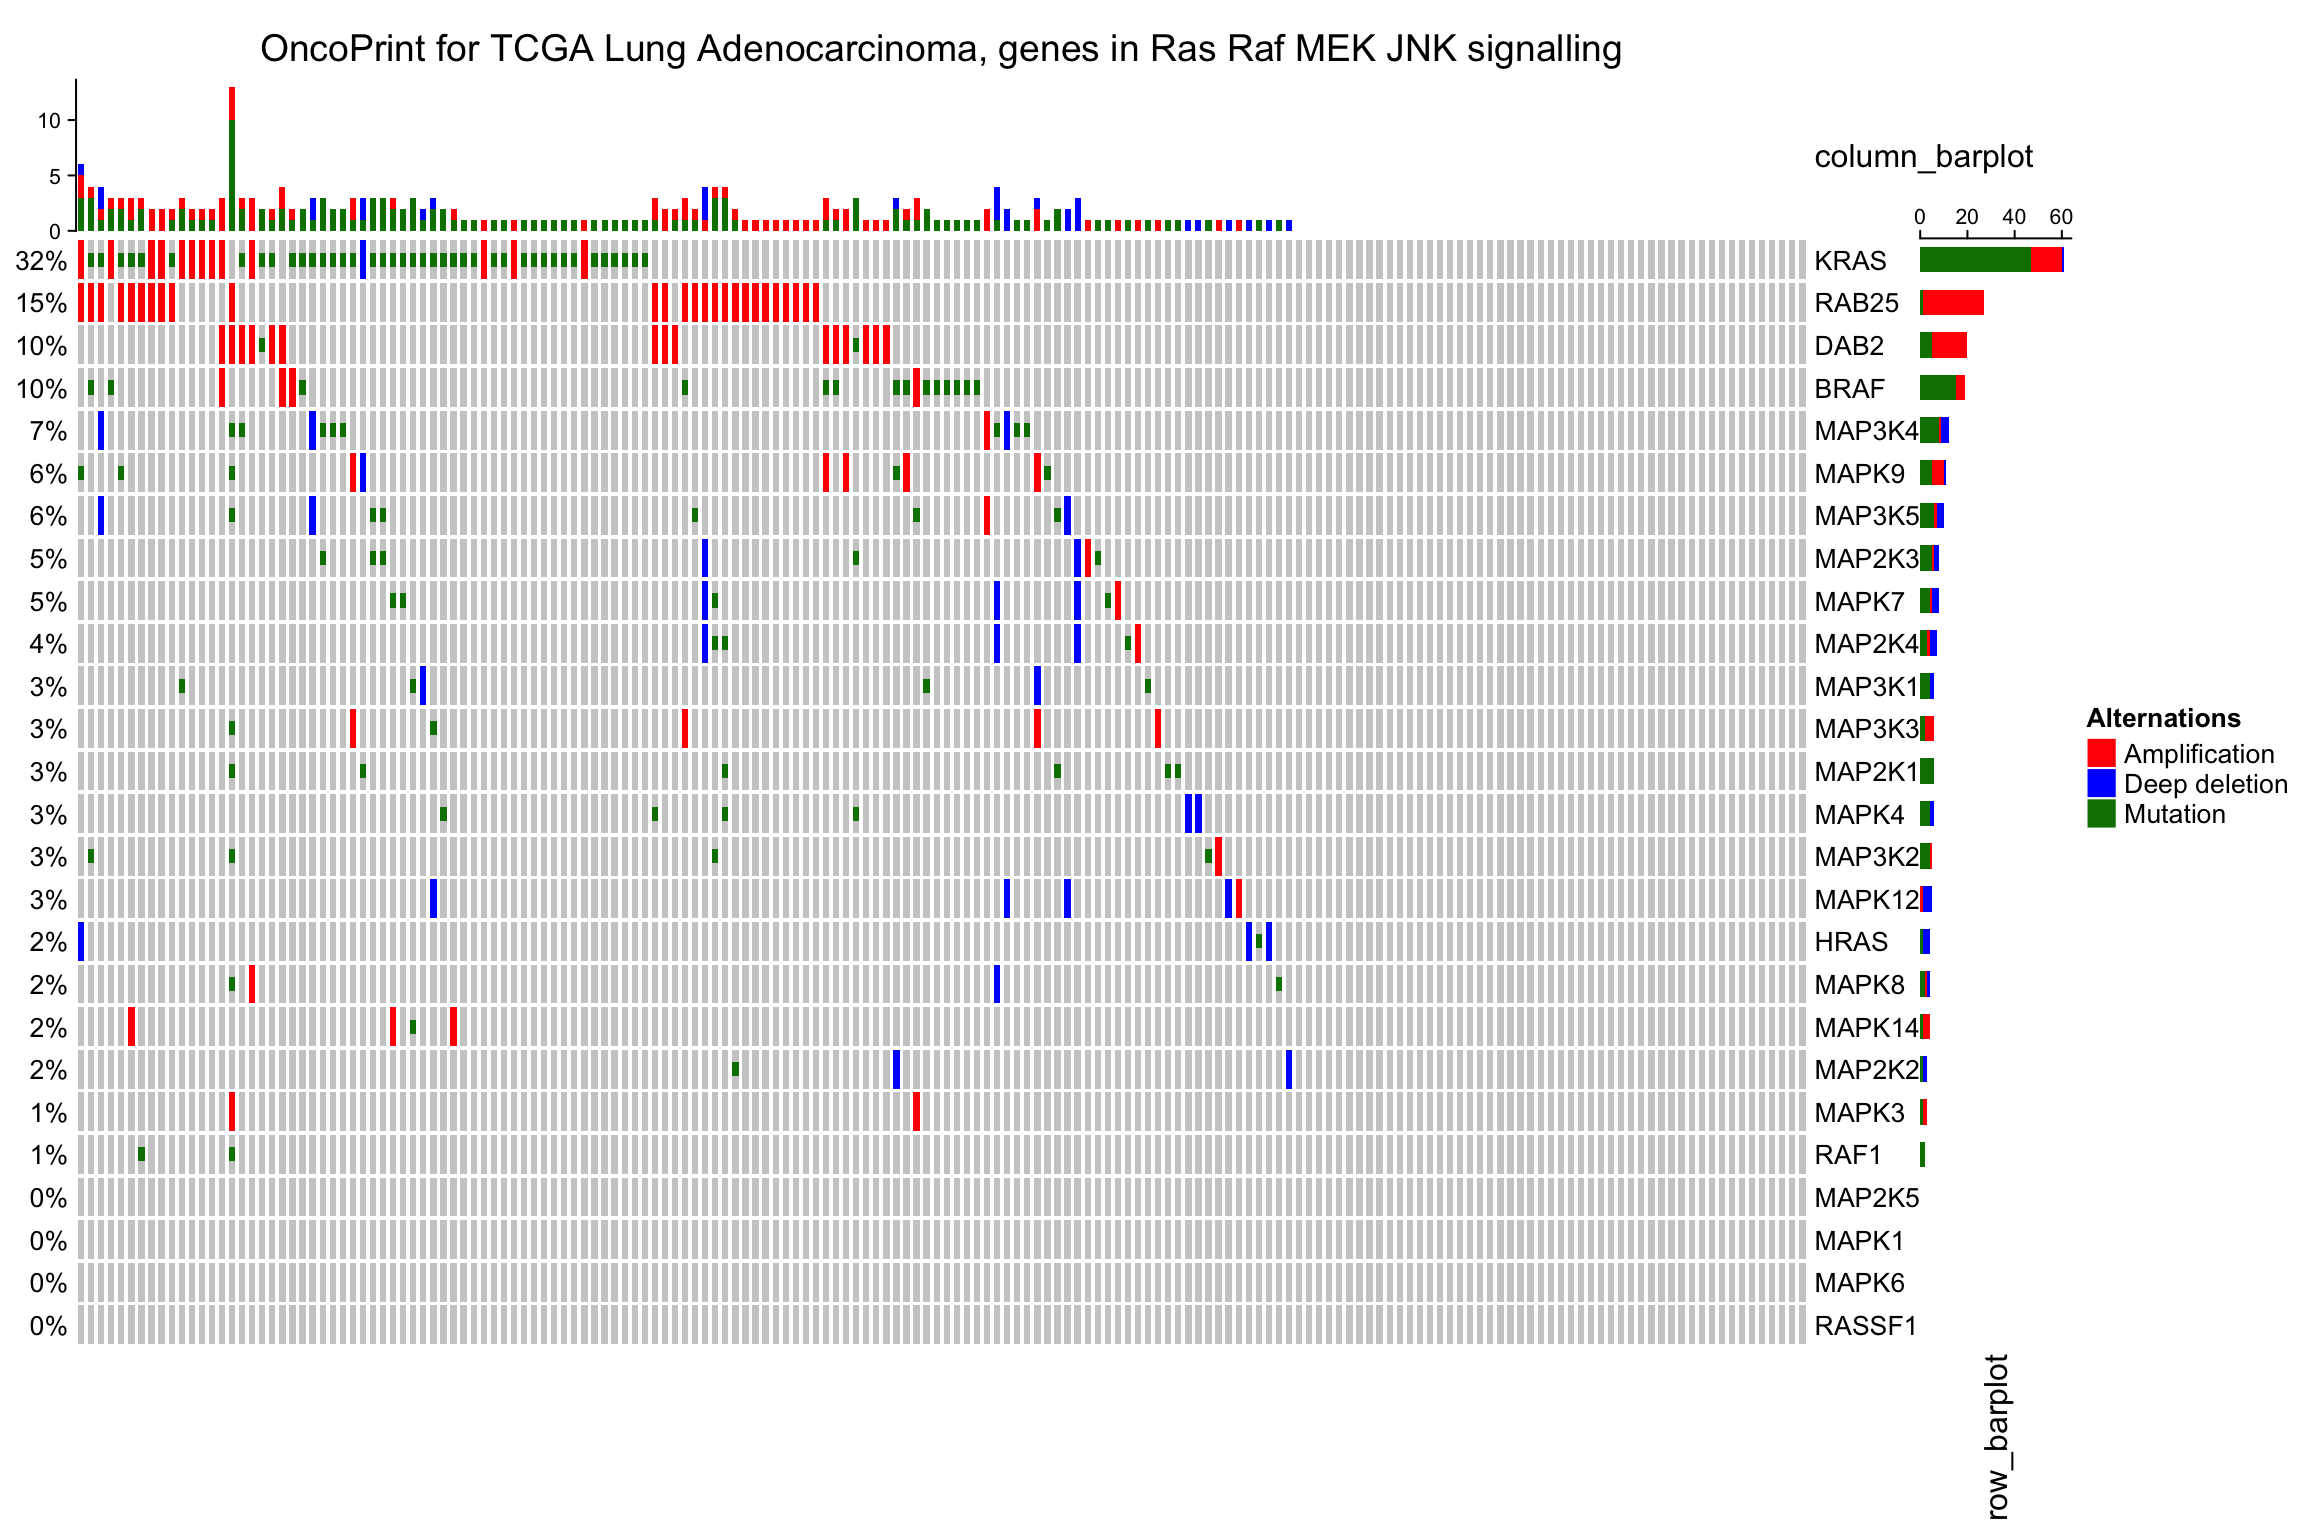 OncoPrint for TCGA Lung Adenocarcinoma, genes in Ras Raf MEK JNK signalling
10
5
0
column_barplot
0 20 40 60
32% KRAS
15% RAB25
10% DAB2
10% BRAF
7% MAP3K4
6% MAPK9
6% MAP3K5
5% MAP2K3
5% MAPK7
4% MAP2K4
3% MAP3K1
3% MAP3K3
3% MAP2K1
3% MAPK4
3% MAP3K2
3% MAPK12
2% HRAS
2% MAPK8
2% MAPK14
2% MAP2K2
1% MAPK3
1% RAF1
0% MAP2K5
0% MAPK1
0% MAPK6
0% RASSF1
Alternations
Amplification
Deep deletion
Mutation
row_barplot